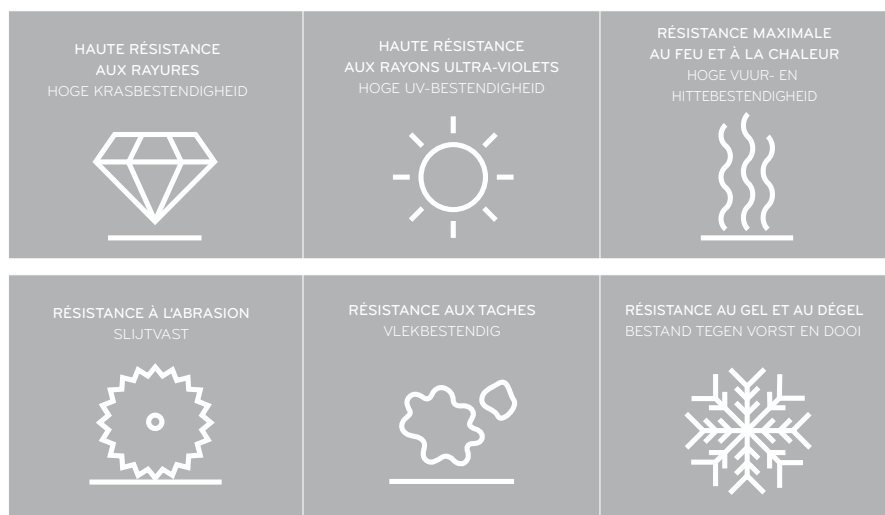 HAUTE RÉSISTANCE
AUX RAYURES
HOGE KRASBESTENDIGHEID
HAUTE RÉSISTANCE
AUX RAYONS ULTRA-VIOLETS
HOGE UV-BESTENDIGHEID
RÉSISTANCE MAXIMALE
AU FEU ET À LA CHALEUR
HOGE VUUR- EN
HITTEBESTENDIGHEID
RÉSISTANCE À L'ABRASION
SLIJTVAST
RÉSISTANCE AUX TACHES
VLEKBESTENDIG
RÉSISTANCE AU GEL ET AU DÉGEL
BESTAND TEGEN VORST EN DOOI